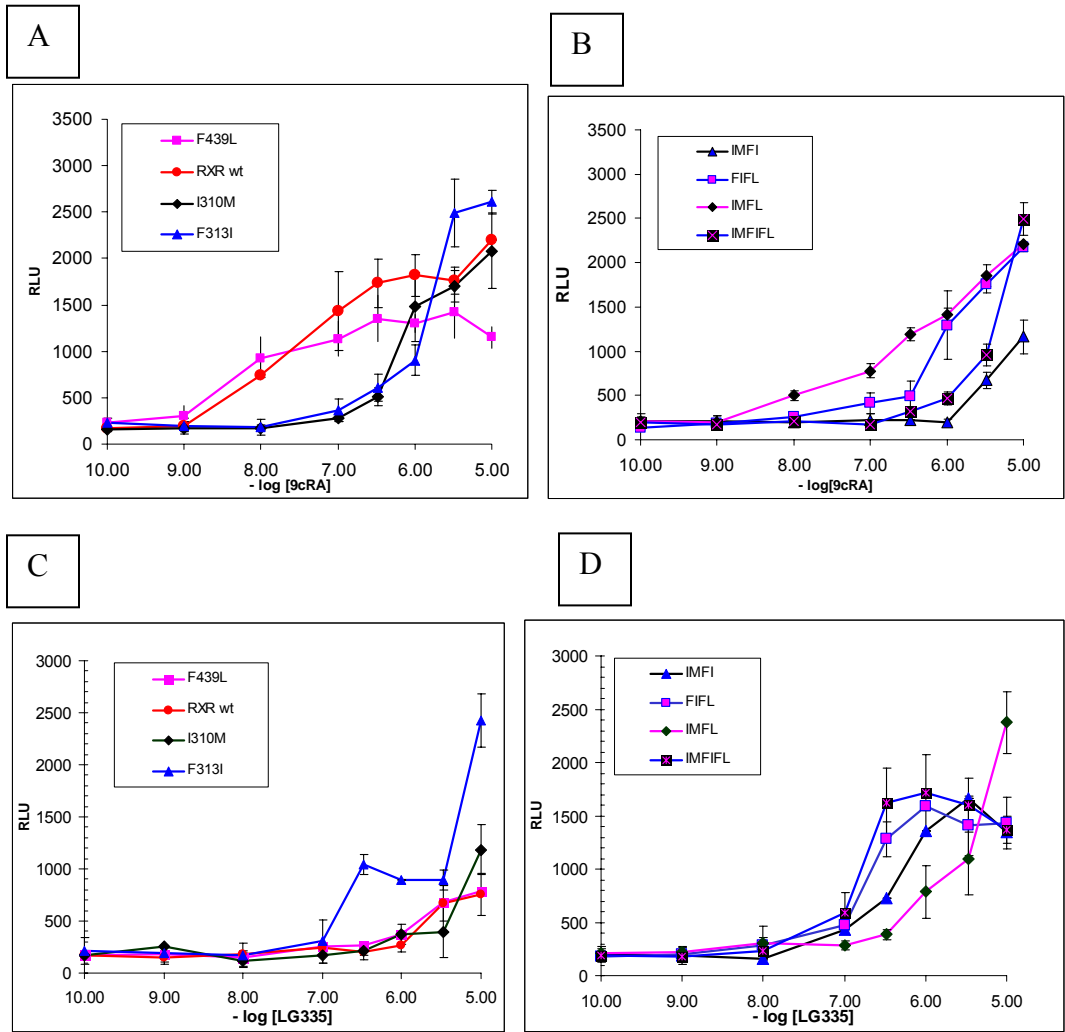 A
3500
3000
2500
2000
1500
1000
500
0
RLU
F439L
RXR wt
I310M
F313I
10.00 9.00 8.00 7.00 6.00 5.00
- log [9cRA]
B
3500
3000
2500
2000
1500
1000
500
0
RLU
IMFI
FIFL
IMFL
IMFIFL
10.00 9.00 8.00 7.00 6.00 5.00
- log[9cRA]
C
3000
2500
2000
1500
1000
500
0
RLU
F439L
RXR wt
I310M
F313I
10.00 9.00 8.00 7.00 6.00 5.00
- log [LG335]
D
3000
2500
2000
1500
1000
500
0
RLU
IMFI
FIFL
IMFL
IMFIFL
10.00 9.00 8.00 7.00 6.00 5.00
- log [LG335]